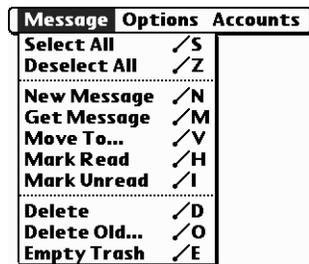 Message Options Accounts
Select All /S
Deselect All /Z
New Message /N
Get Message /M
Move To... /V
Mark Read /H
Mark Unread /I
Delete /D
Delete Old... /O
Empty Trash /E